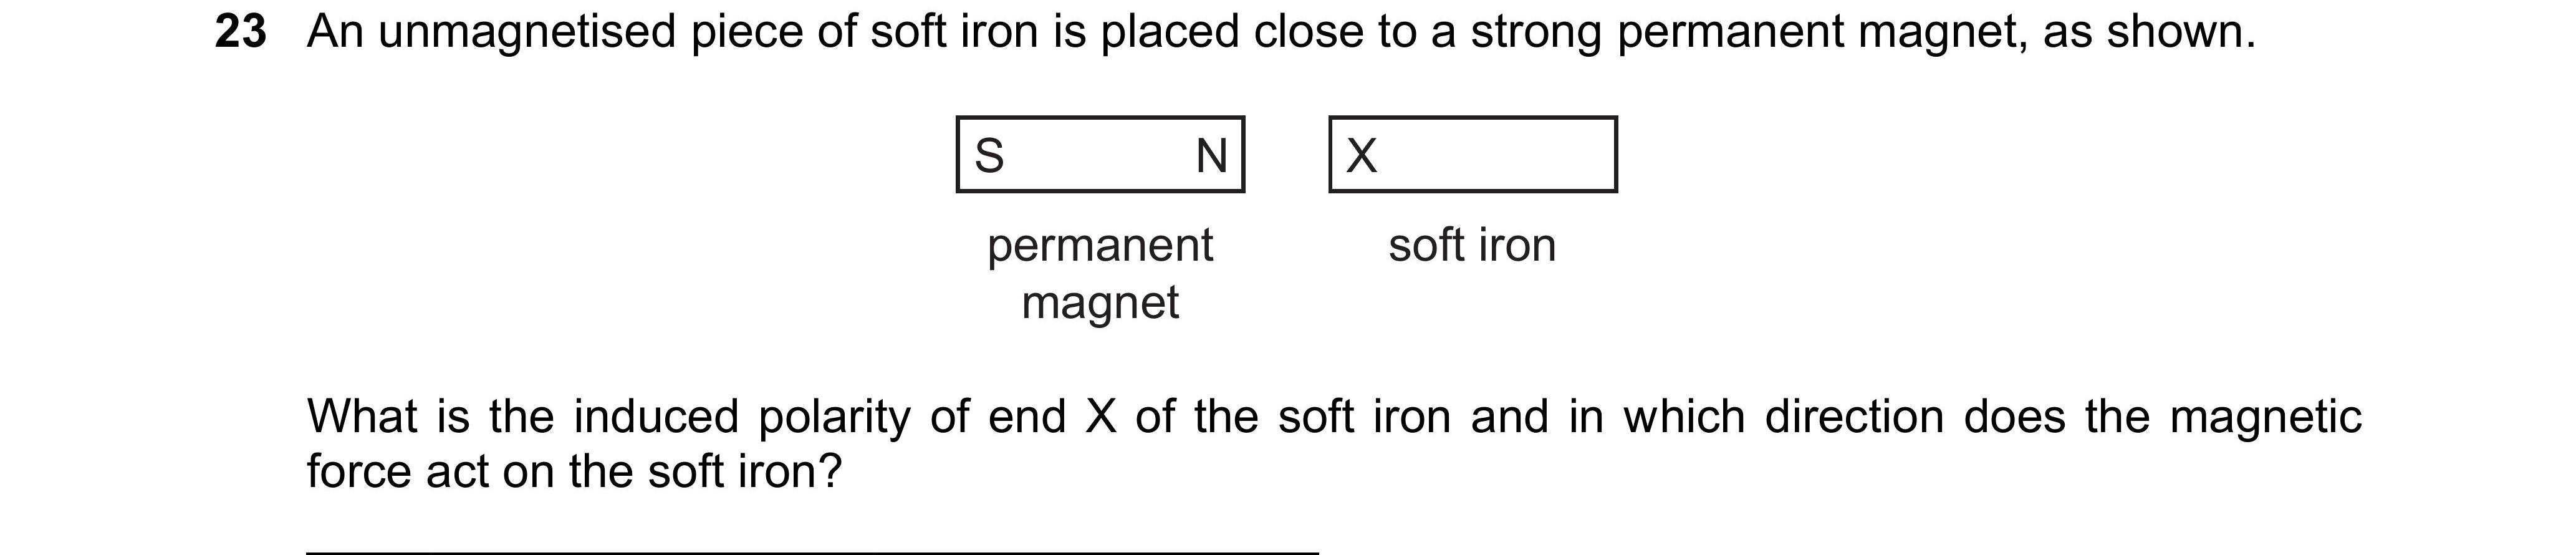 23 An unmagnetised piece of soft iron is placed close to a strong permanent magnet, as shown.
S N X
permanent soft iron
magnet
What is the induced polarity of end X of the soft iron and in which direction does the magnetic
force act on the soft iron?